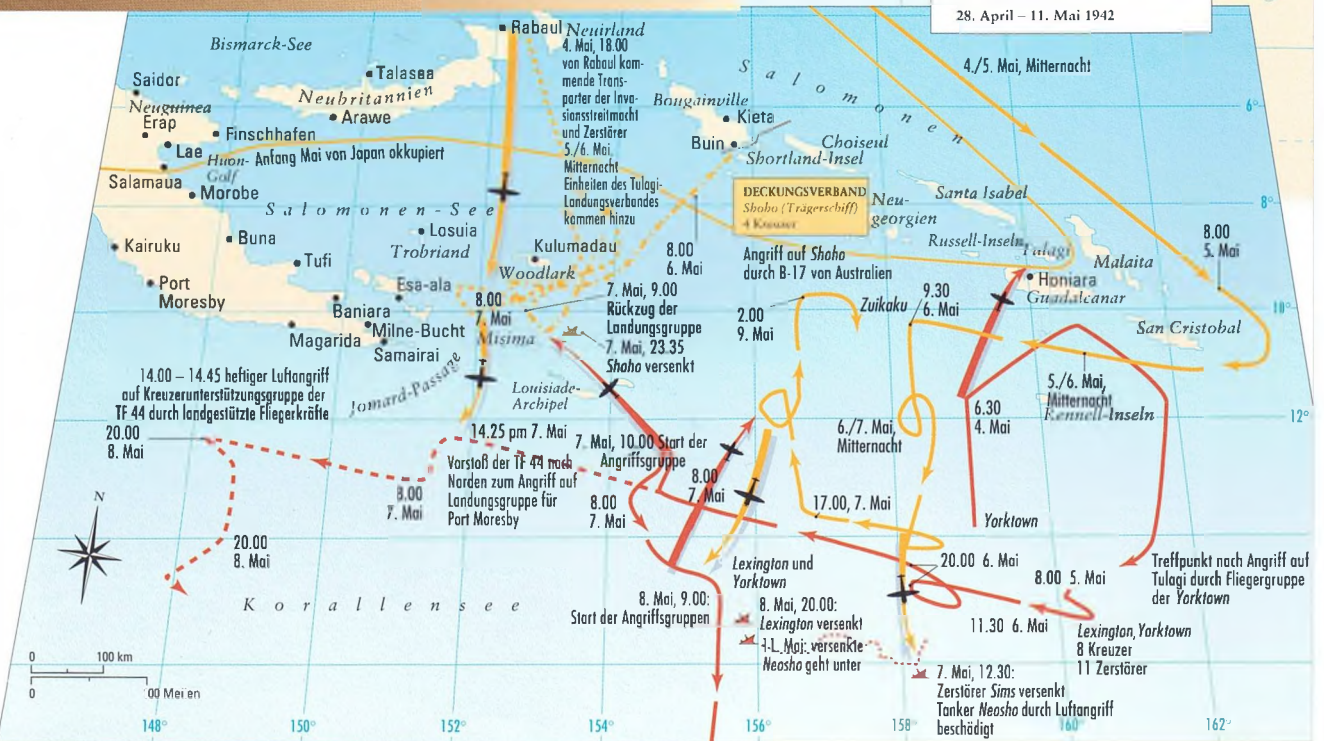 28. April – 11. Mai 1942
Rabaul
Neuirland
Bismarck-See
Talasea
Saidor
Neubritannien
Neuguinea
Erap
Arawe
Finschhafen
Lae
Huon-
Golf
Anfang Mai von Japan okkupiert
Salamaua
Morobe
4. Mai, 18.00
von Rabaul kom-
mende Trans-
parter der Inva-
sionsstreitmacht
und Zerstörer
5./6. Mai,
Mitternacht
Einheiten des Tulagi-
Landungsverbandes
kommen hinzu
Salomonen
4./5. Mai, Mitternacht
Bougainville
Kieta
Buin
Choiseul
Shortland-Insel
6°
DECKUNGSVERBAND
Shoho (Trägerschiff)
4 Kreuzer
Neu-
georgien
Santa Isabel
8°
Salomonen-See
Losuia
Trobriand
Kairuku
Buna
Tufi
Kulumadau
Woodlark
8.00
6. Mai
Angriff auf Shoho
durch B-17 von Australien
Russell-Inseln
Tulagi
Malaita
8.00
5. Mai
Honiara
Guadalcanar
Port
Moresby
Esa-ala
Baniara
Milne-Bucht
Magarida
Samairai
8.00
7. Mai
Misima
7. Mai, 9.00
Rückzug der
Landungsgruppe
7. Mai, 23.35
Shoho versenkt
2.00
9. Mai
Zuikaku
9.30
6. Mai
10°
San Cristobal
14.00 – 14.45 heftiger Luftangriff
auf Kreuzerunterstützungsgruppe der
TF 44 durch landgestützte Fliegerkräfte
Jomard-Passage
Louisiade-
Archipel
5./6. Mai,
Mitternacht
Rennell-Inseln
12°
20.00
8. Mai
14.25 pm 7. Mai
Vorstoß der TF 44 nach
Norden zum Angriff auf
Landungsgruppe für
Port Moresby
7. Mai, 10.00 Start der
Angriffsgruppe
6./7. Mai,
Mitternacht
6.30
4. Mai
8.00
7. Mai
8.00
7. Mai
8.00
7. Mai
17.00, 7. Mai
Yorktown
N
20.00
8. Mai
Lexington und
Yorktown
20.00 6. Mai
8.00 5. Mai
Treffpunkt nach Angriff auf
Tulagi durch Fliegergruppe
der Yorktown
Korallensee
8. Mai, 9.00:
Start der Angriffsgruppen
8. Mai, 20.00:
Lexington versenkt
11. Mai: versenkte
Neosho geht unter
11.30 6. Mai
Lexington, Yorktown
8 Kreuzer
11 Zerstörer
7. Mai, 12.30:
Zerstörer Sims versenkt
Tanker Neosho durch Luftangriff
beschädigt
0 100 km
0 00 Mei en
148° 150° 152° 154° 156° 158° 160° 162°